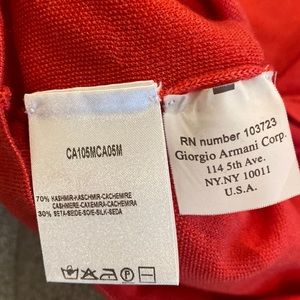 CA105MCA05M
70% KASHMIR-KASCHMIR-CACHEMIRE
CASHMERE-CAXEMIRA-CACHEMIRA
30% SETA-SEIDE-SOIE-SILK-SEDA
RN number 103723
Giorgio Armani Corp.
114 5th Ave.
NY.NY 10011
U.S.A.